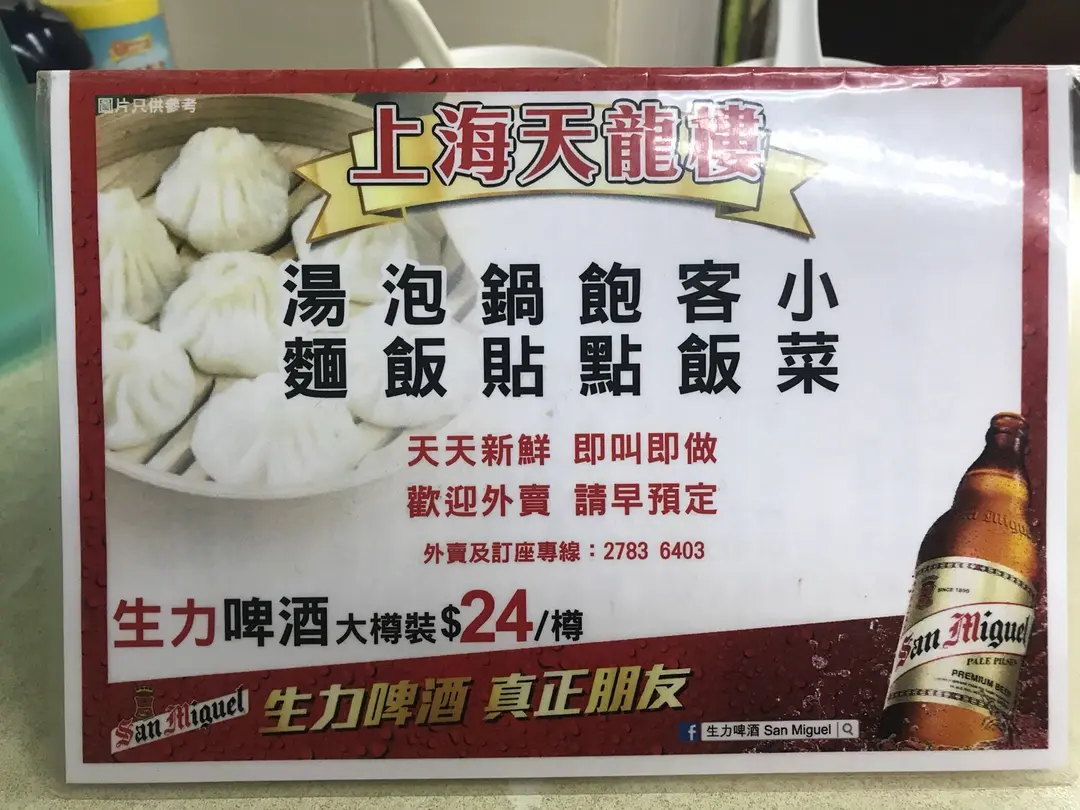 圖片只供參考
上海天龍樓
湯 泡 鍋 飽 客 小
麵 飯 貼 點 飯 菜
天天新鮮 即叫即做
歡迎外賣 請早預定
外賣及訂座專線：2783 6403
生力啤酒 大樽裝 $24/樽
San Miguel
SINCE 1890
San Miguel
PALE PILSEN
PREMIUM BEER
San Miguel
生力啤酒 真正朋友
f 生力啤酒 San Miguel